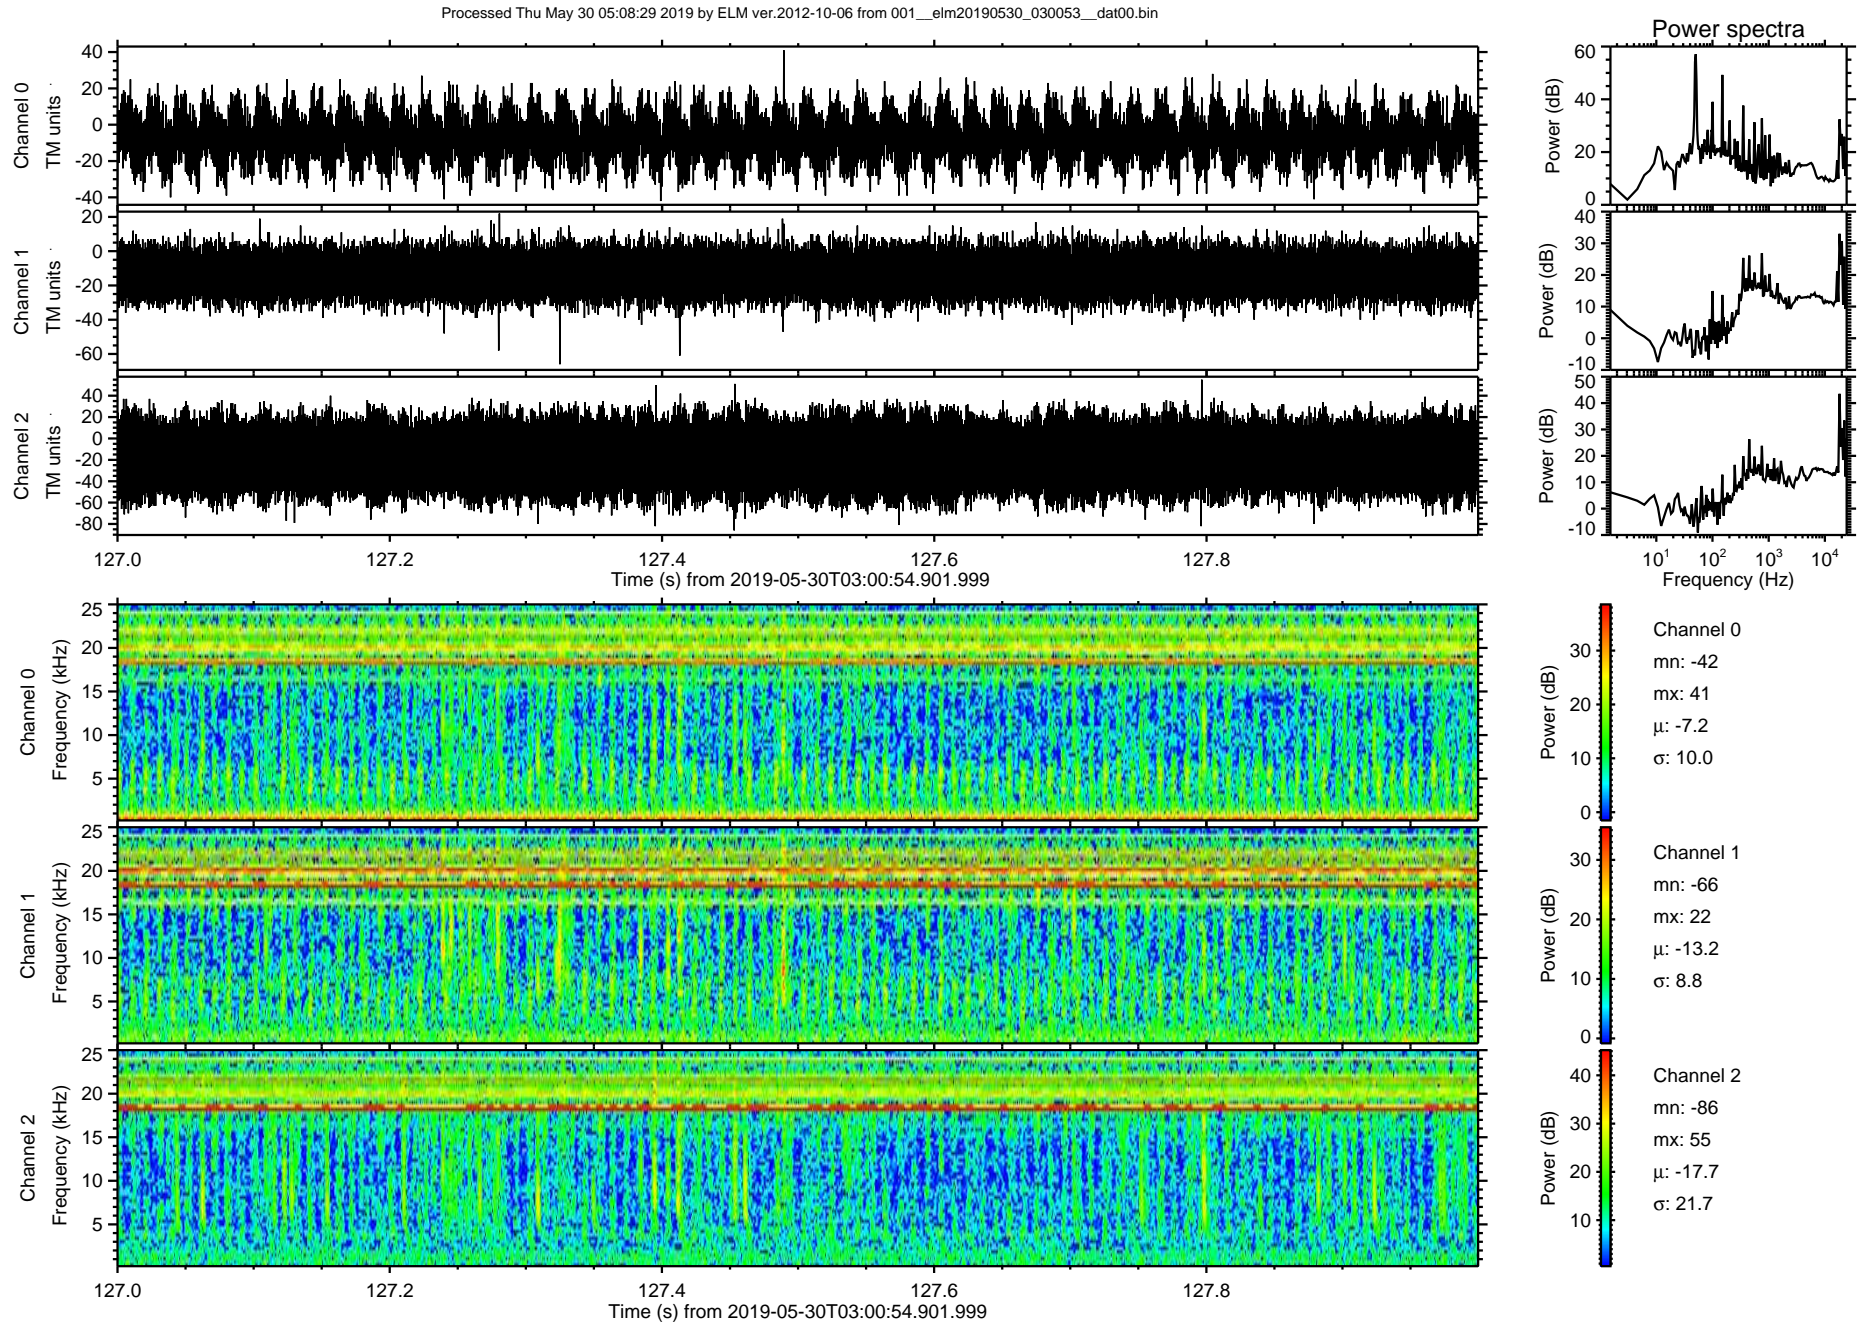 Processed Thu May 30 05:08:29 2019 by ELM ver.2012-10-06 from 001__elm20190530_030053__dat00.bin
Power spectra
Channel 0
TM units
40
20
0
-20
-40
Power (dB)
60
40
20
0
Channel 1
TM units
20
0
-20
-40
-60
Power (dB)
40
30
20
10
0
-10
Channel 2
TM units
40
20
0
-20
-40
-60
-80
Power (dB)
50
40
30
20
10
0
-10
127.0 127.2 127.4 127.6 127.8
Time (s) from 2019-05-30T03:00:54.901.999
10¹ 10² 10³ 10⁴
Frequency (Hz)
Channel 0
Frequency (kHz)
25
20
15
10
5
Power (dB)
30
20
10
0
Channel 0
mn: -42
mx: 41
μ: -7.2
σ: 10.0
Channel 1
Frequency (kHz)
25
20
15
10
5
Power (dB)
30
20
10
0
Channel 1
mn: -66
mx: 22
μ: -13.2
σ: 8.8
Channel 2
Frequency (kHz)
25
20
15
10
5
Power (dB)
40
30
20
10
Channel 2
mn: -86
mx: 55
μ: -17.7
σ: 21.7
127.0 127.2 127.4 127.6 127.8
Time (s) from 2019-05-30T03:00:54.901.999